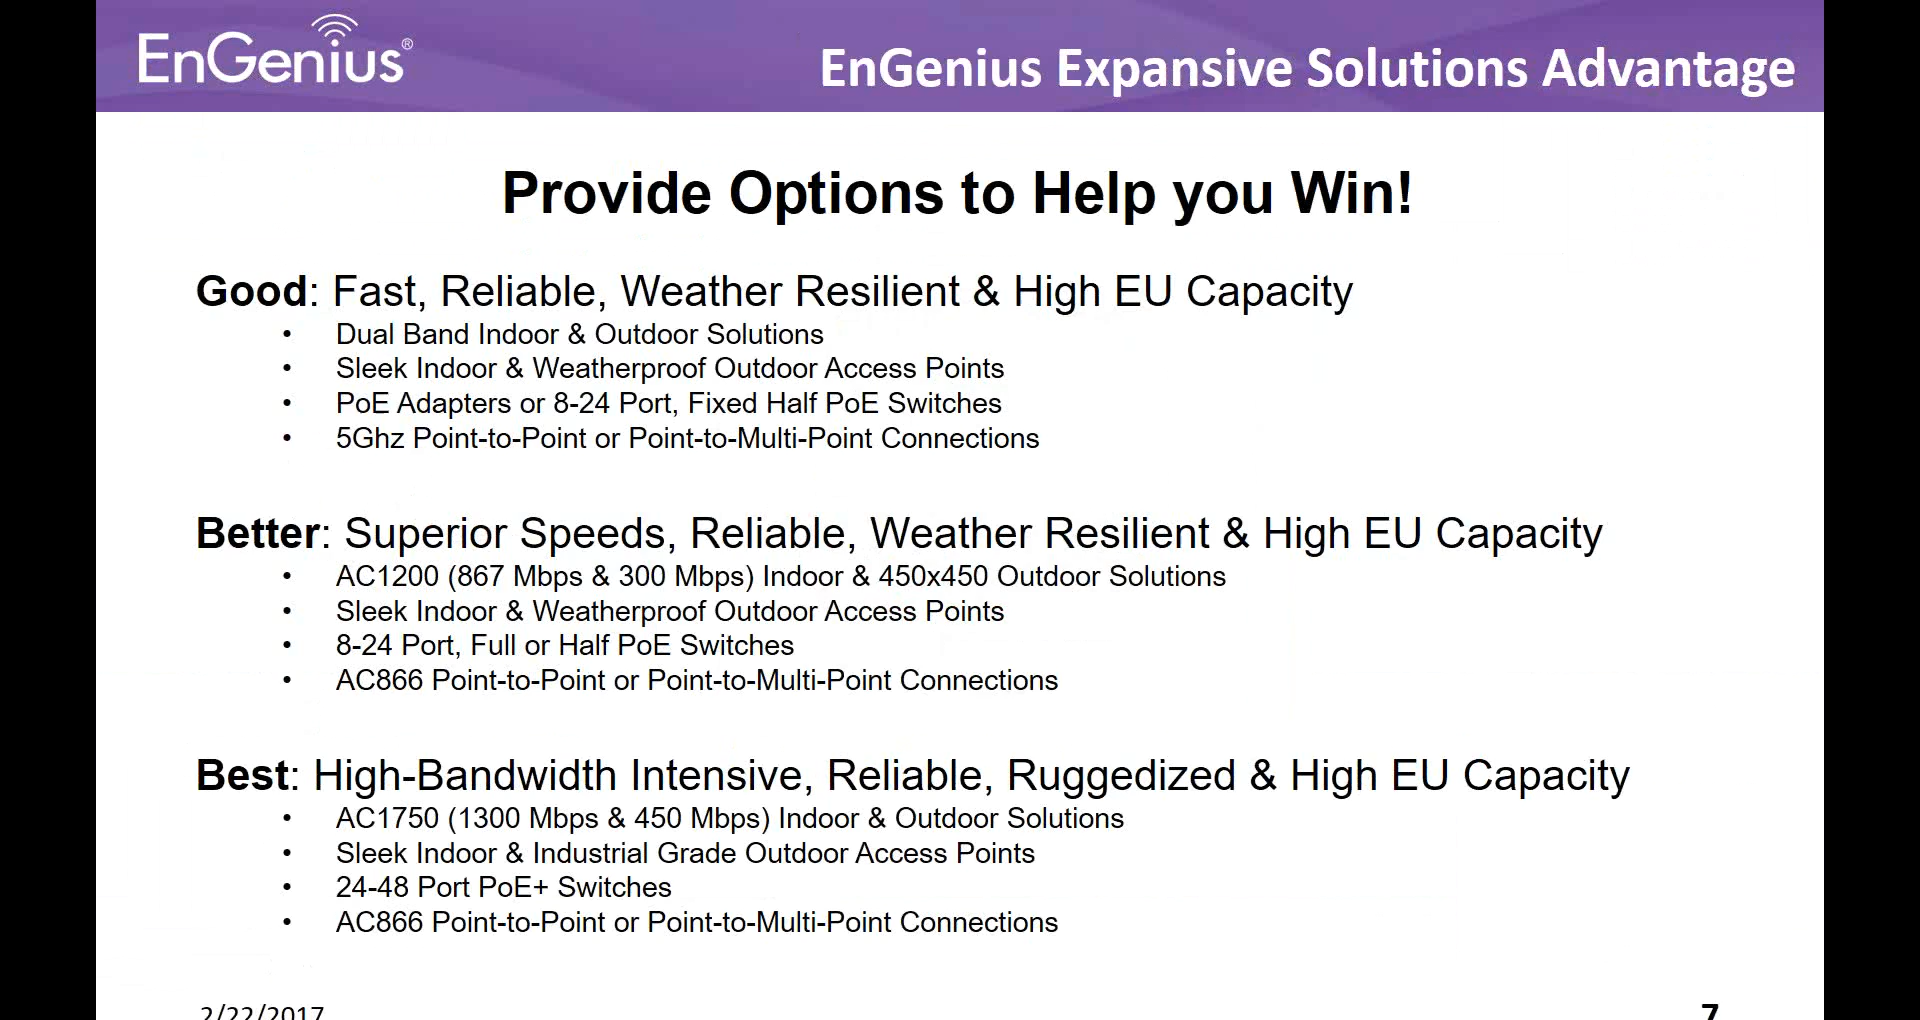 EnGenius®
EnGenius Expansive Solutions Advantage
Provide Options to Help you Win!
Good: Fast, Reliable, Weather Resilient & High EU Capacity
• Dual Band Indoor & Outdoor Solutions
• Sleek Indoor & Weatherproof Outdoor Access Points
• PoE Adapters or 8-24 Port, Fixed Half PoE Switches
• 5Ghz Point-to-Point or Point-to-Multi-Point Connections
Better: Superior Speeds, Reliable, Weather Resilient & High EU Capacity
• AC1200 (867 Mbps & 300 Mbps) Indoor & 450x450 Outdoor Solutions
• Sleek Indoor & Weatherproof Outdoor Access Points
• 8-24 Port, Full or Half PoE Switches
• AC866 Point-to-Point or Point-to-Multi-Point Connections
Best: High-Bandwidth Intensive, Reliable, Ruggedized & High EU Capacity
• AC1750 (1300 Mbps & 450 Mbps) Indoor & Outdoor Solutions
• Sleek Indoor & Industrial Grade Outdoor Access Points
• 24-48 Port PoE+ Switches
• AC866 Point-to-Point or Point-to-Multi-Point Connections
2/22/2017
7